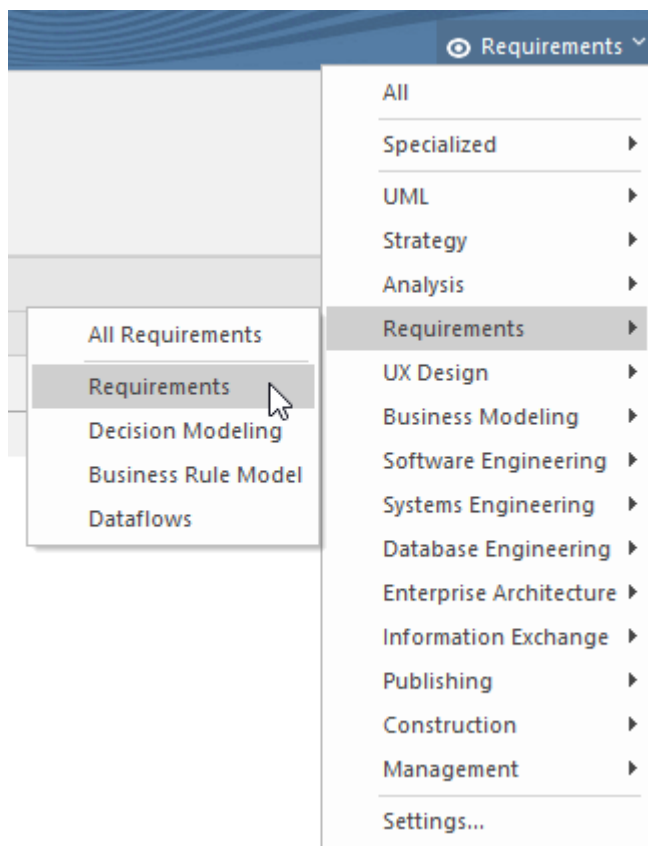 Requirements
All
Specialized
UML
Strategy
Analysis
Requirements
UX Design
Business Modeling
Software Engineering
Systems Engineering
Database Engineering
Enterprise Architecture
Information Exchange
Publishing
Construction
Management
Settings...
All Requirements
Requirements
Decision Modeling
Business Rule Model
Dataflows